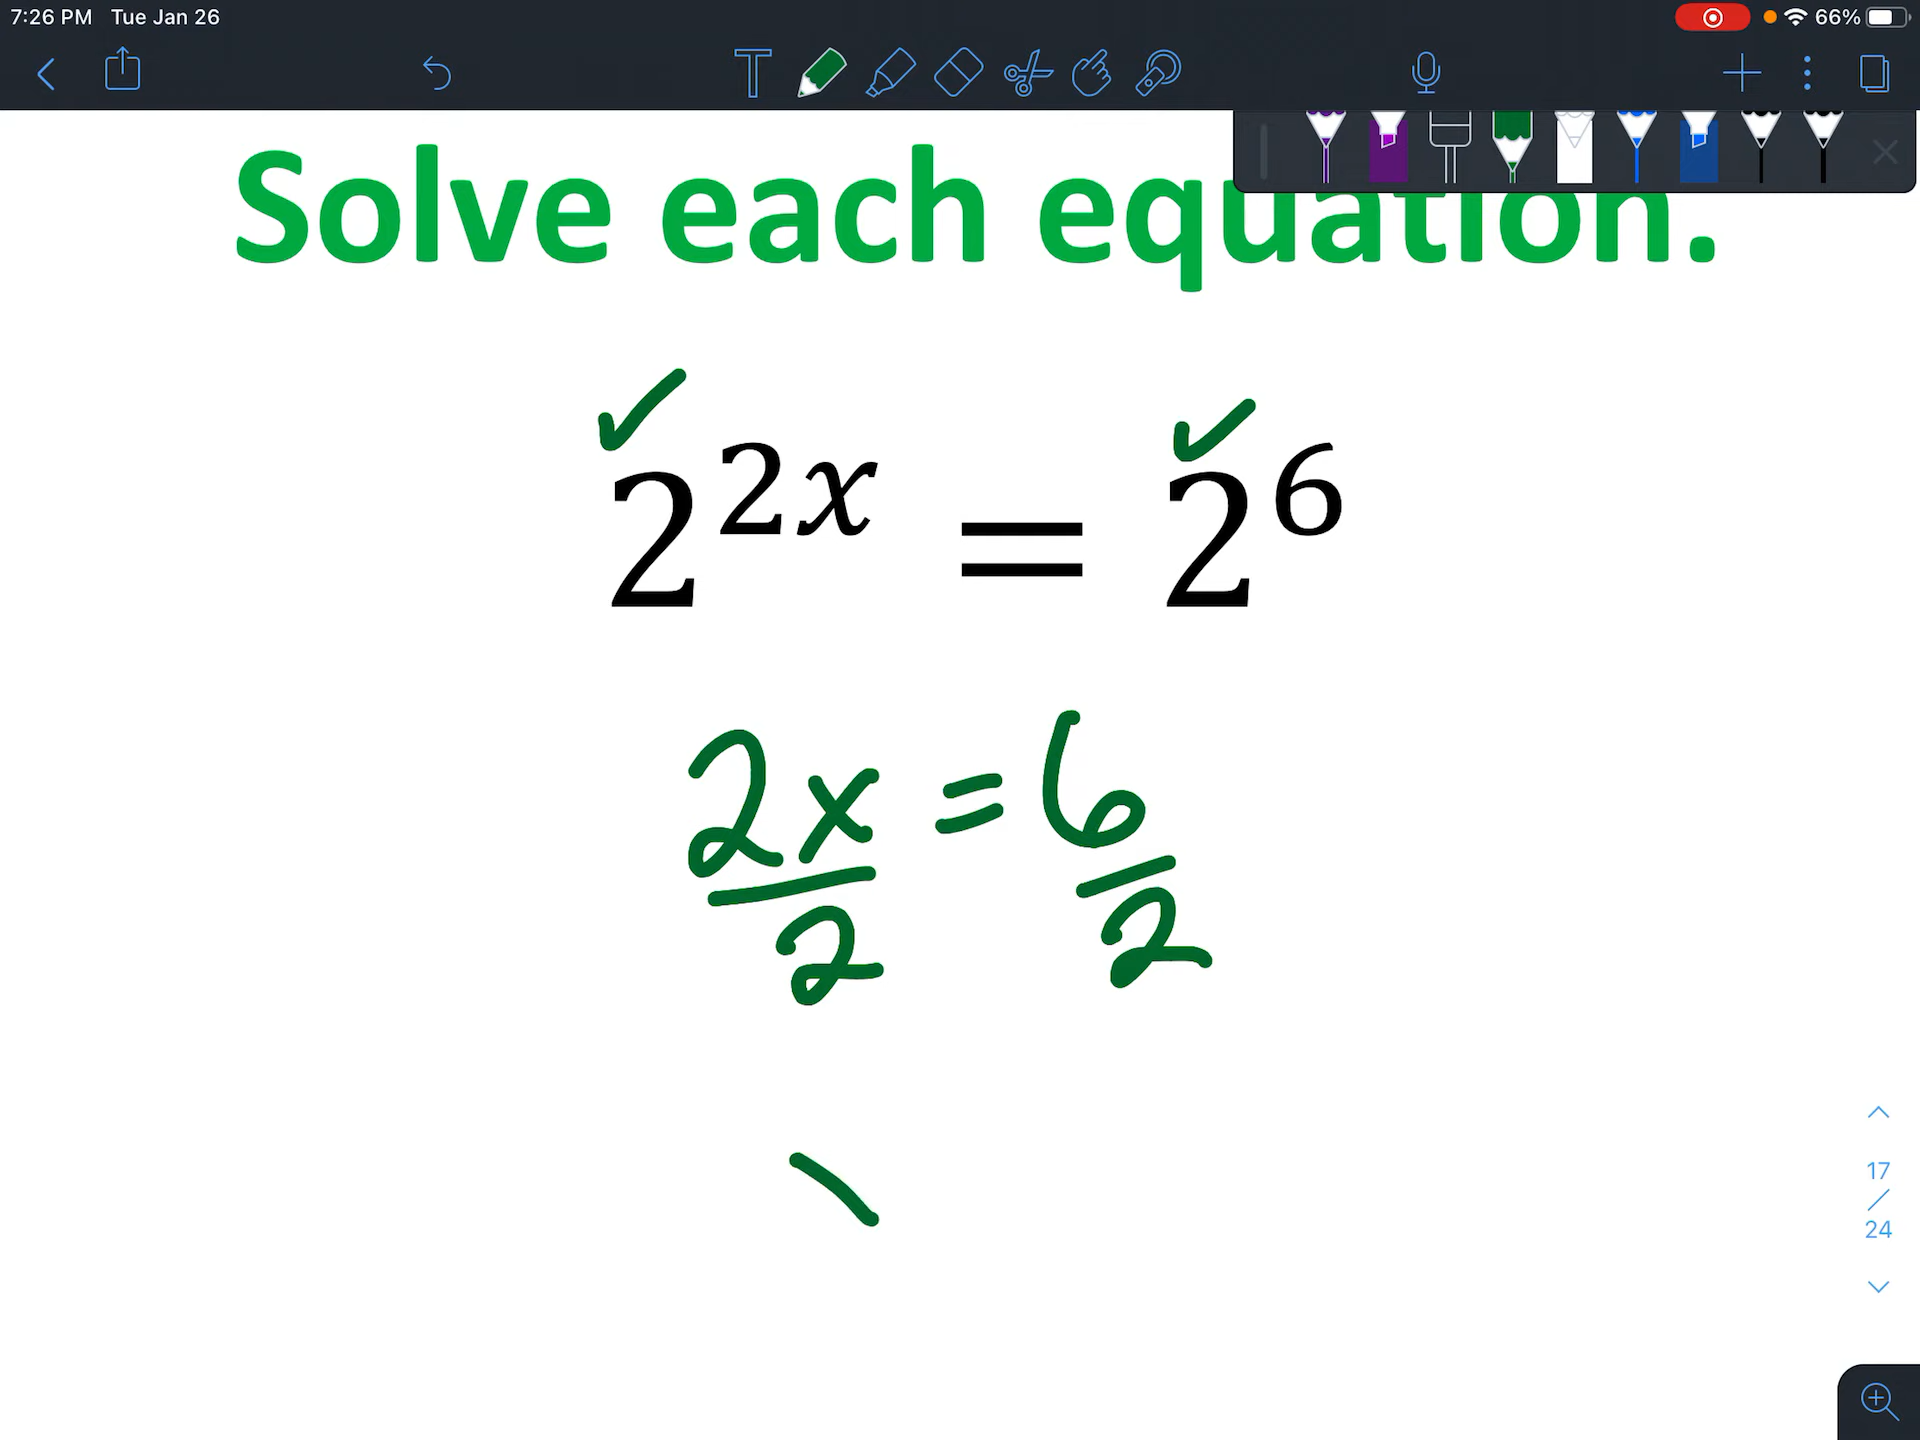 7:26 PM Tue Jan 26
66%
T
Solve each equation.
2^{2x} = 2^6
2x = 6
2 2
17
/
24